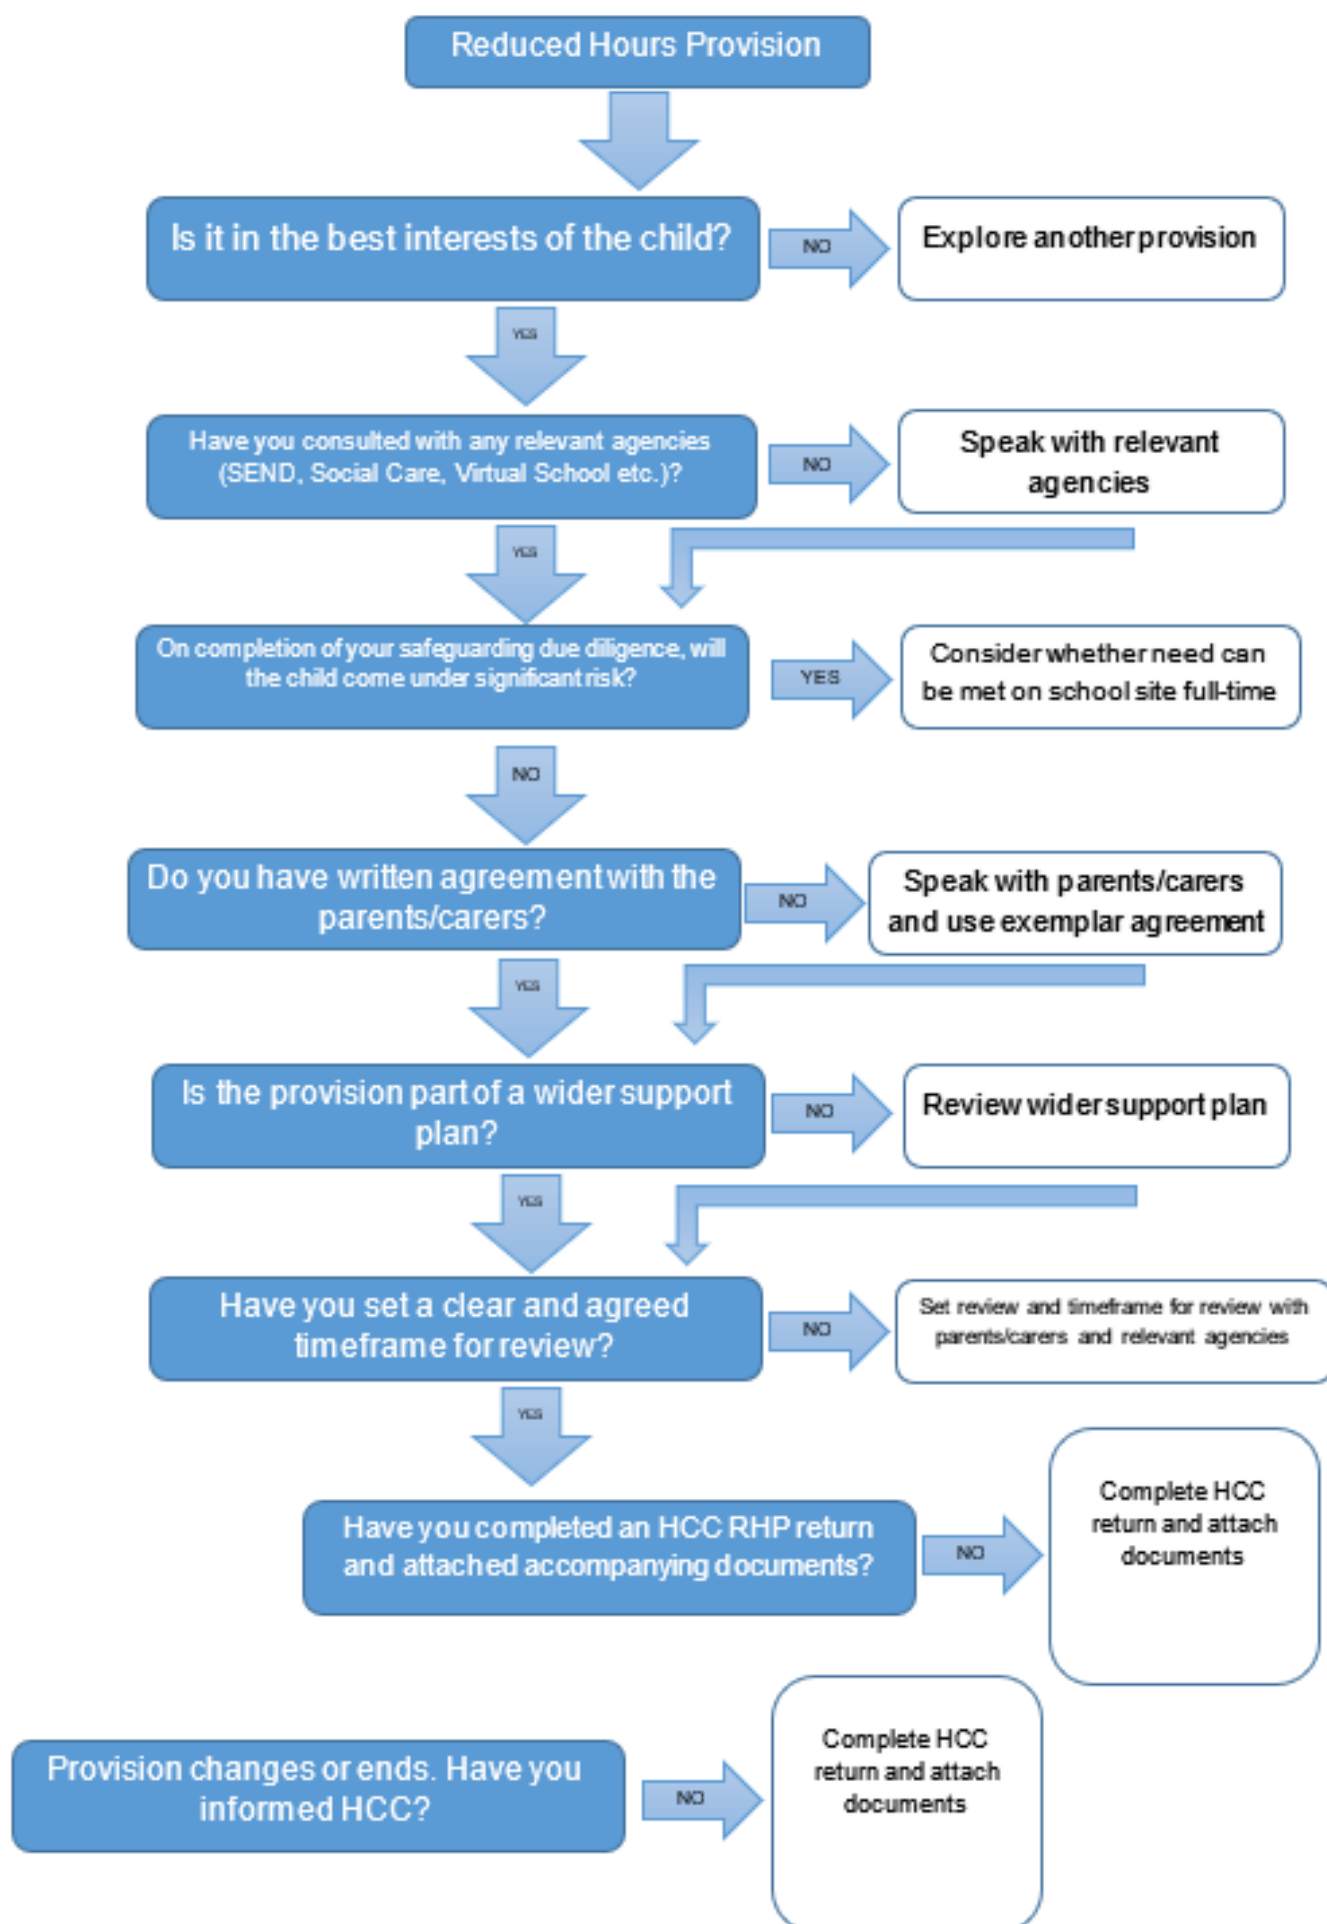 Reduced Hours Provision
Is it in the best interests of the child?
NO
Explore another provision
YES
Have you consulted with any relevant agencies
(SEND, Social Care, Virtual School etc.)?
NO
Speak with relevant
agencies
YES
On completion of your safeguarding due diligence, will
the child come under significant risk?
YES
Consider whether need can
be met on school site full-time
NO
Do you have written agreement with the
parents/carers?
NO
Speak with parents/carers
and use exemplar agreement
YES
Is the provision part of a wider support
plan?
NO
Review wider support plan
YES
Have you set a clear and agreed
timeframe for review?
NO
Set review and timeframe for review with
parents/carers and relevant agencies
YES
Have you completed an HCC RHP return
and attached accompanying documents?
NO
Complete HCC
return and attach
documents
Provision changes or ends. Have you
informed HCC?
NO
Complete HCC
return and attach
documents